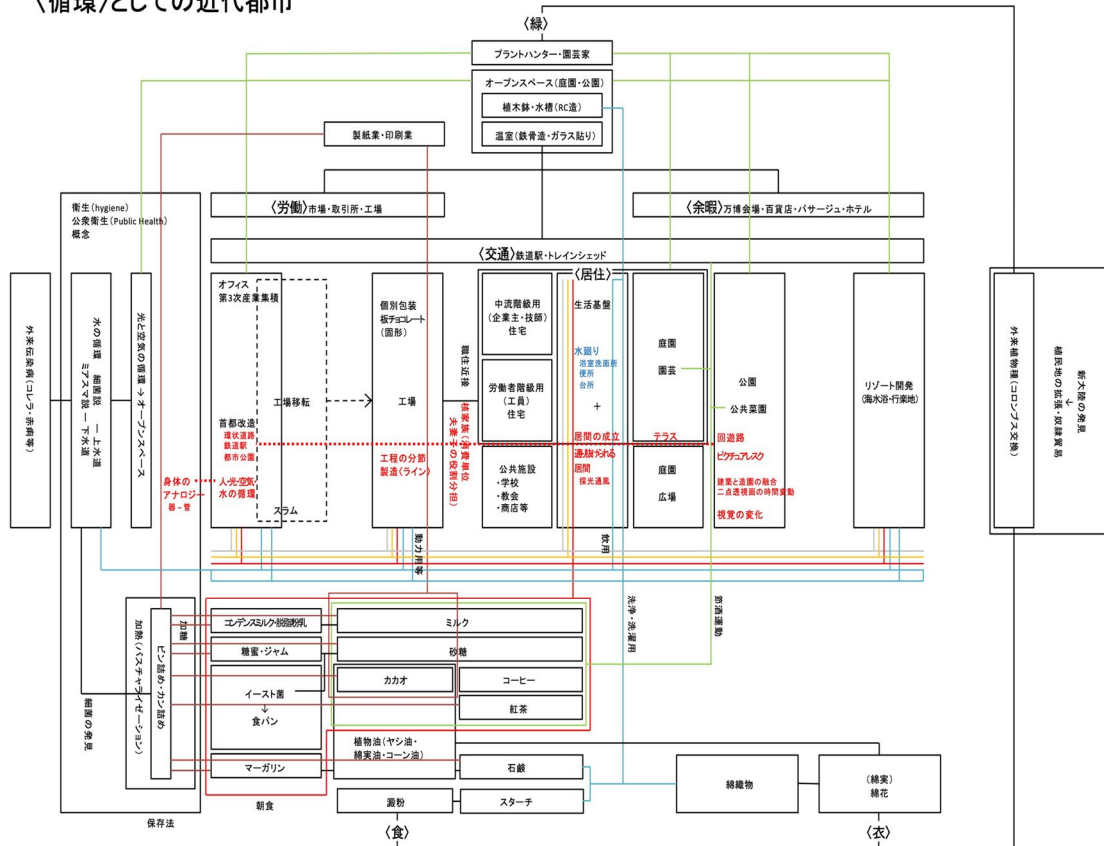 〈循環〉としての近代都市
〈緑〉
プラントハンター・園芸家
オープンスペース(庭園・公園)
植木鉢・水槽(RC造)
温室(鉄骨造・ガラス貼り)
製紙業・印刷業
〈労働〉市場・取引所・工場
〈余暇〉万博会場・百貨店・パサージュ・ホテル
〈交通〉鉄道駅・トレインシェッド
衛生(hygiene)
公衆衛生(Public Health)
概念
外来伝染病(コレラ・赤痢等)
水の循環 細菌説 ― 上水道
ミアスマ説 ― 下水道
光と空気の循環→オープンスペース
オフィス
第3次産業集積
工場移転
首都改造
環状道路
鉄道駅
都市公園
身体の
アナロジー
器−管
人・光・空気
水の循環
スラム
個別包装
板チョコレート
(固形)
工場
工程の分節
製造(ライン)
職住近接
核家族(消費単位)
夫妻子の役割分担)
〈居住〉
中流階級用
(企業主・技師)
住宅
労働者階級用
(工員)
住宅
公共施設
・学校
・教会
・商店等
生活基盤
水廻り
浴室洗面所
便所
台所
+
居間の成立
通り抜けられる
居間
採光通風
庭園
園芸
テラス
庭園
広場
公園
公共菜園
回遊路
ピクチュアレスク
建築と造園の融合
二点透視画の時間変動
視覚の変化
リゾート開発
(海水浴・行楽地)
外来植物種(コロンブス交換)
新大陸の発見
↓
植民地の拡張・奴隷貿易
動力用等
飲用
洗浄・洗濯用
節酒運動
加熱(パスチャライゼーション)
ビン詰め・カン詰め
加糖
細菌の発見
保存法
コンデンスミルク・脱脂粉乳
ミルク
糖蜜・ジャム
砂糖
カカオ
コーヒー
紅茶
イースト菌
↓
食パン
植物油(ヤシ油・
綿実油・コーン油)
マーガリン
石鹸
朝食
澱粉
スターチ
綿織物
(綿実)
綿花
〈食〉
〈衣〉